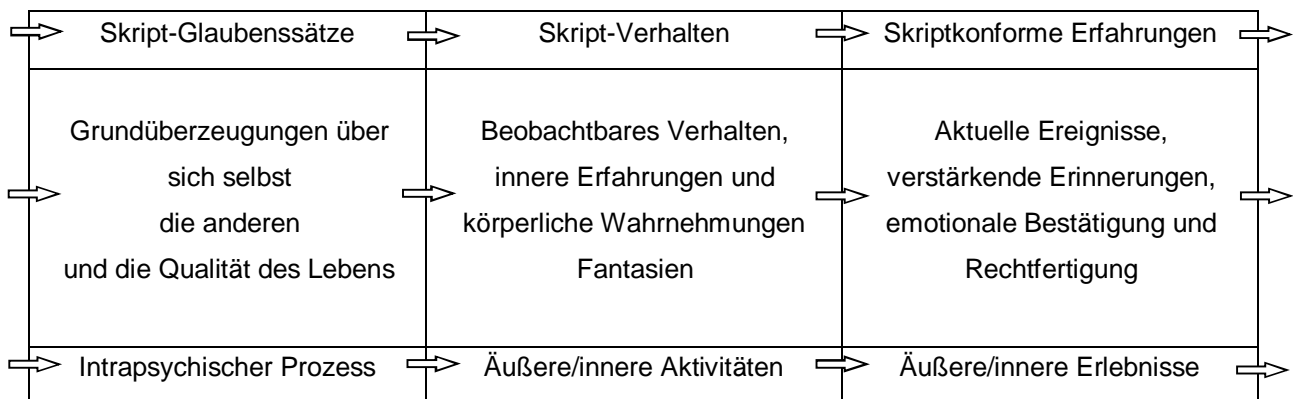 Skript-Glaubenssätze
Skript-Verhalten
Skriptkonforme Erfahrungen
Grundüberzeugungen über
sich selbst
die anderen
und die Qualität des Lebens
Beobachtbares Verhalten,
innere Erfahrungen und
körperliche Wahrnehmungen
Fantasien
Aktuelle Ereignisse,
verstärkende Erinnerungen,
emotionale Bestätigung und
Rechtfertigung
Intrapsychischer Prozess
Äußere/innere Aktivitäten
Äußere/innere Erlebnisse